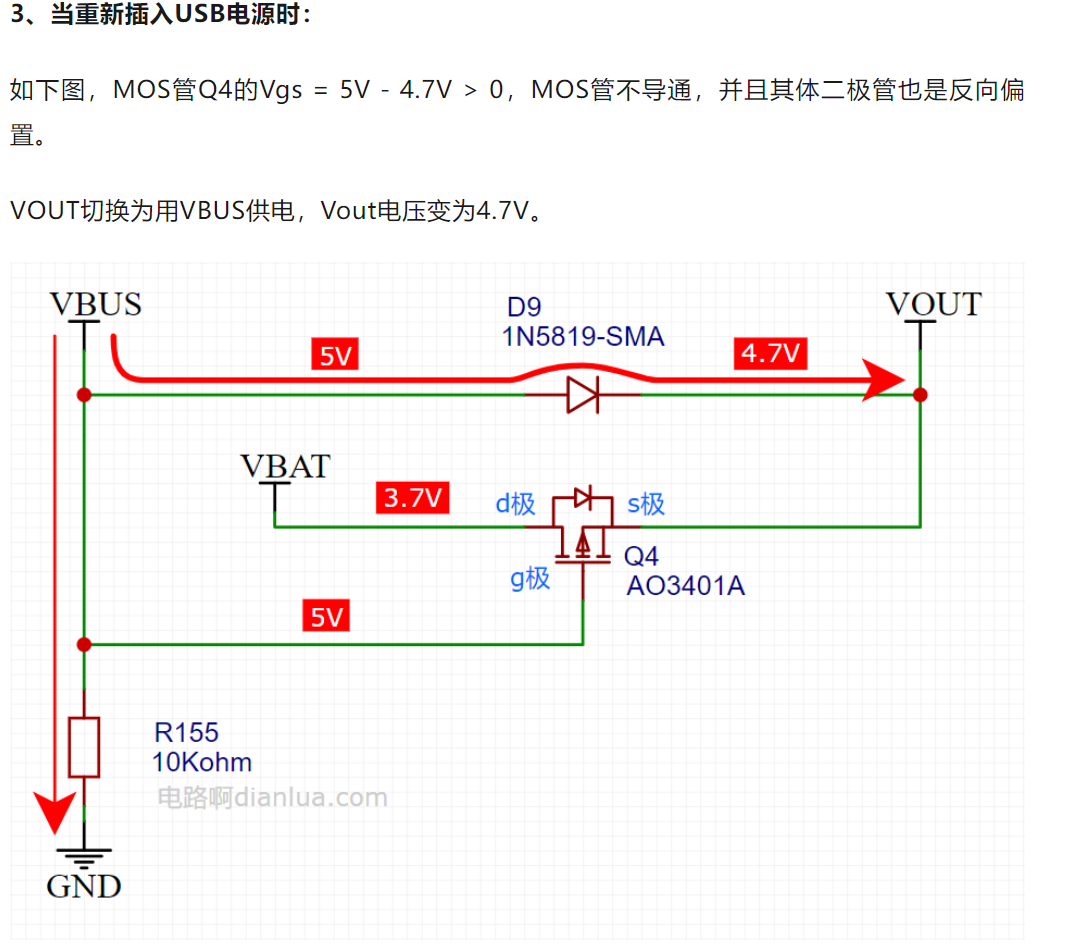 3、当重新插入USB电源时：
如下图，MOS管Q4的Vgs = 5V - 4.7V > 0，MOS管不导通，并且其体二极管也是反向偏
置。
VOUT切换为用VBUS供电，Vout电压变为4.7V。
VBUS
D9
VOUT
1N5819-SMA
5V
4.7V
VBAT
3.7V
d极
s极
Q4
g极
AO3401A
5V
R155
10Kohm
电路啊dianlua.com
GND